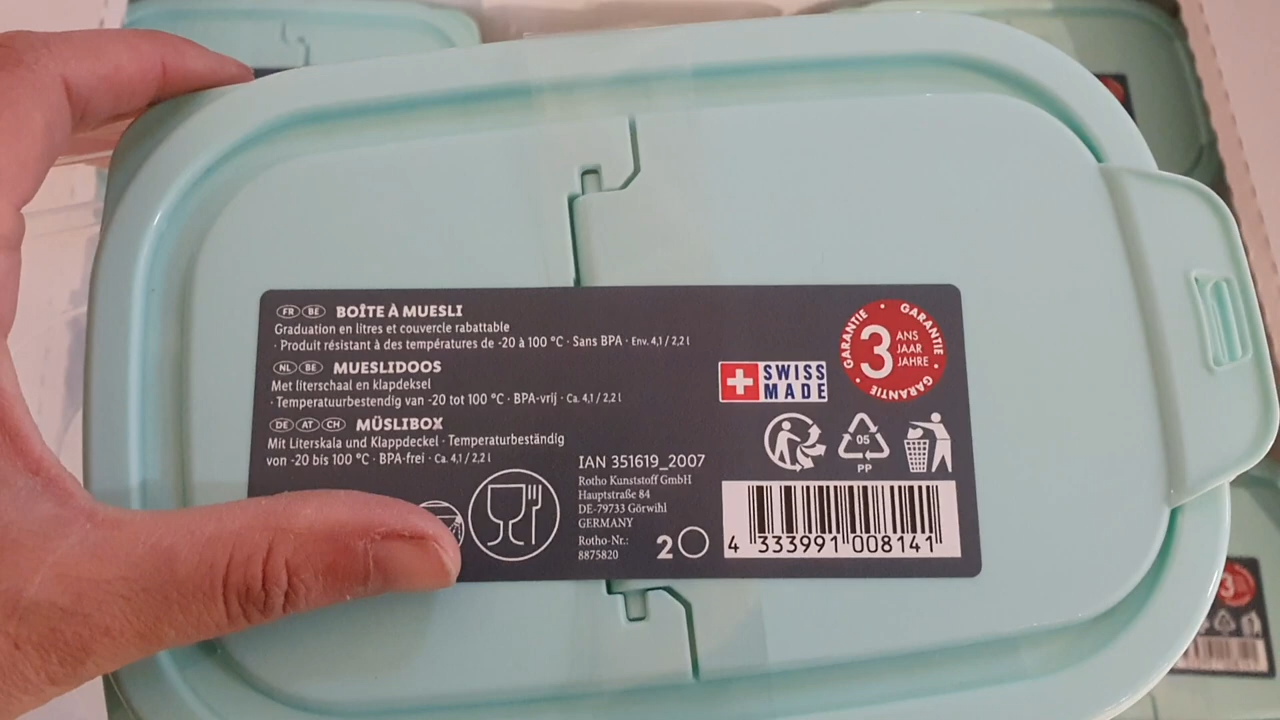 FR BE BOÎTE À MUESLI
Graduation en litres et couvercle rabattable
· Produit résistant à des températures de -20 à 100 °C · Sans BPA · Env. 4,1 / 2,2 l
NL BE MUESLIDOOS
Met literschaal en klapdeksel
· Temperatuurbestendig van -20 tot 100 °C · BPA-vrij · Ca. 4,1 / 2,2 l
DE AT CH MÜSLIBOX
Mit Literskala und Klappdeckel · Temperaturbeständig
von -20 bis 100 °C · BPA-frei · Ca. 4,1 / 2,2 l
IAN 351619_2007
Rotho Kunststoff GmbH
Hauptstraße 84
DE-79733 Görwihl
GERMANY
Rotho-Nr.:
8875820
2
SWISS
MADE
GARANTIE · GARANTIE · GARANTIE ·
3 ANS
JAAR
JAHRE
05
PP
4 333991 008141
3